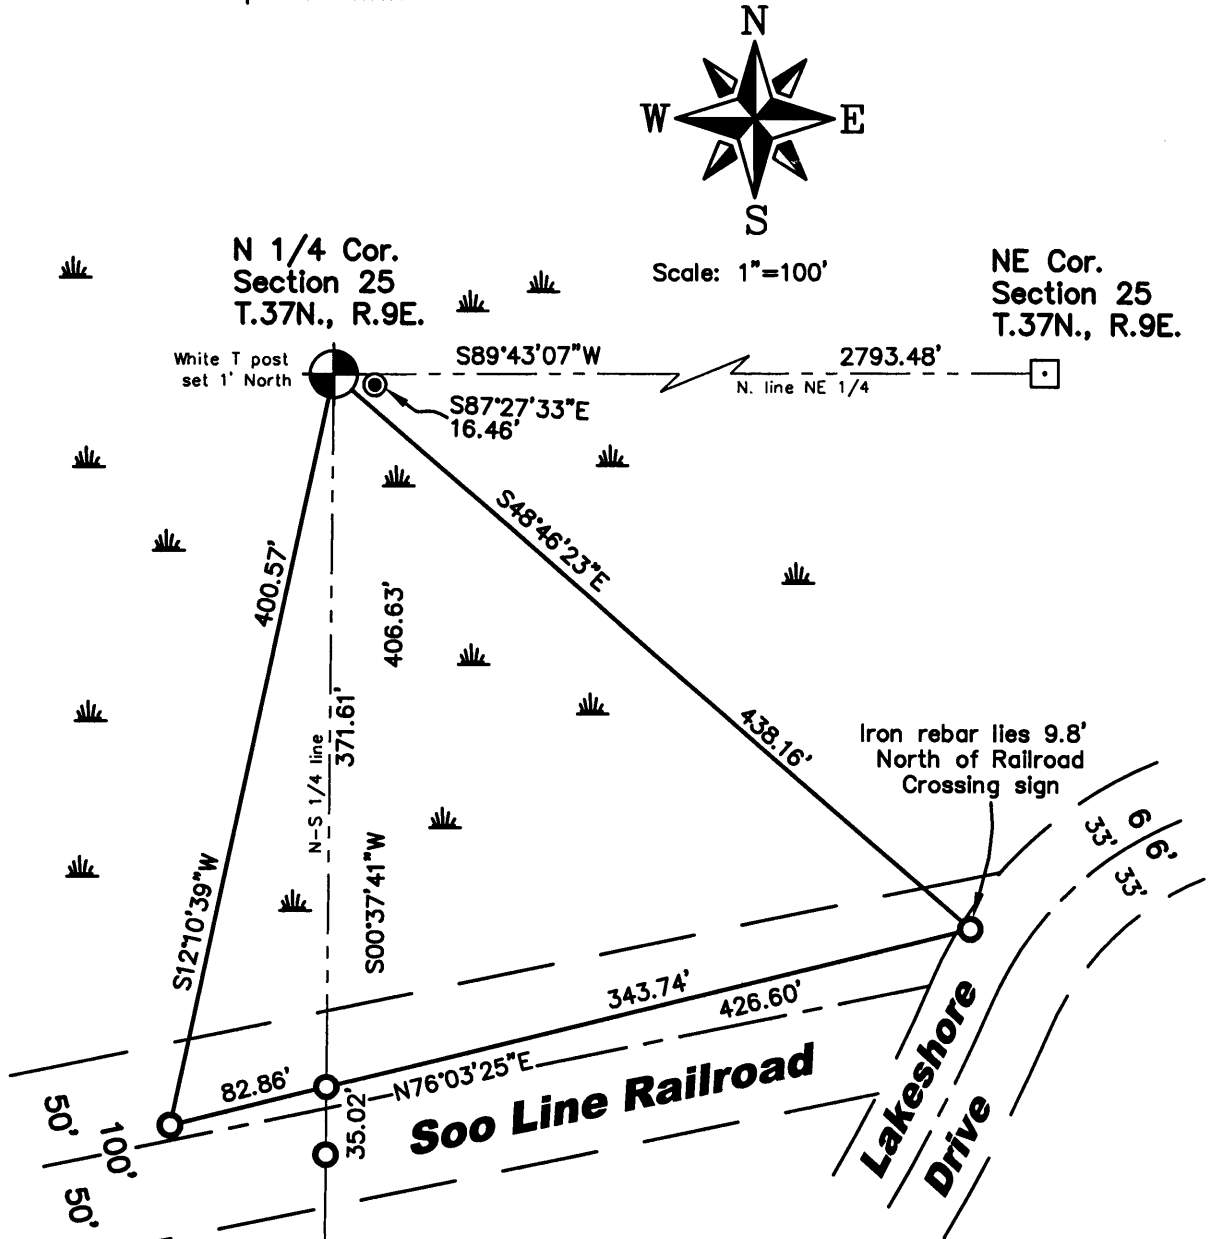 N
W E
S
Scale: 1"=100'
N 1/4 Cor.
Section 25
T.37N., R.9E.
NE Cor.
Section 25
T.37N., R.9E.
White T post
set 1' North
S89°43'07"W
2793.48'
N. line NE 1/4
S87°27'33"E
16.46'
S48°46'23"E
438.16'
400.57'
S12°10'39"W
406.63'
371.61'
N-S 1/4 line
S00°37'41"W
Iron rebar lies 9.8'
North of Railroad
Crossing sign
66'
33'
33'
343.74'
426.60'
82.86'
N76°03'25"E
35.02'
Soo Line Railroad
Lakeshore
Drive
50'
100'
50'